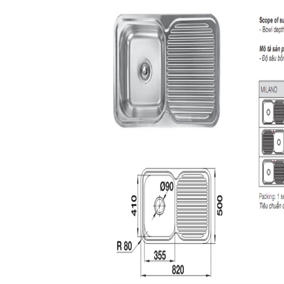 Scope of su
- Bowl depth
Mô tả sản p
- Độ sâu bồn
MILANO
Ø90
410
500
R 80
355
820
Packing: 1 se
Tiêu chuẩn đ